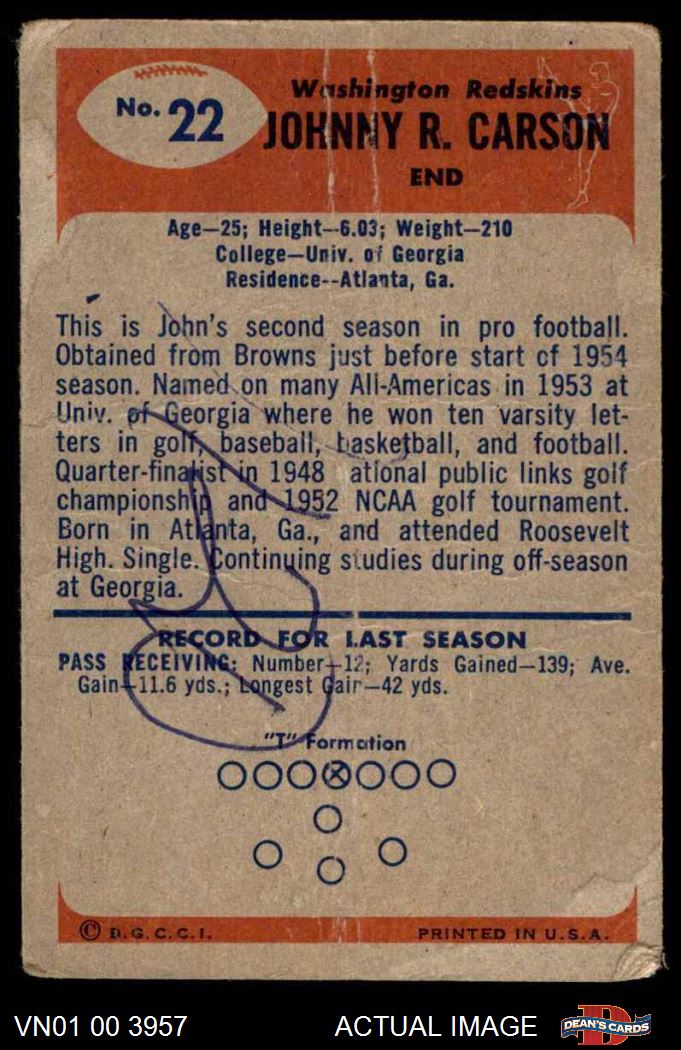 No. 22
Washington Redskins
JOHNNY R. CARSON
END
Age—25; Height--6.03; Weight—210
College—Univ. of Georgia
Residence--Atlanta, Ga.
This is John's second season in pro football.
Obtained from Browns just before start of 1954
season. Named on many All-Americas in 1953 at
Univ. of Georgia where he won ten varsity let-
ters in golf, baseball, basketball, and football.
Quarter-finalist in 1948 ational public links golf
championship and 1952 NCAA golf tournament.
Born in Atlanta, Ga., and attended Roosevelt
High. Single. Continuing studies during off-season
at Georgia.
RECORD FOR LAST SEASON
PASS RECEIVING: Number—12; Yards Gained—139; Ave.
Gain—11.6 yds.; Longest Gain—42 yds.
"T" Formation
© B.G.C.C.I. PRINTED IN U.S.A.
VN01 00 3957 ACTUAL IMAGE DEAN'S CARDS